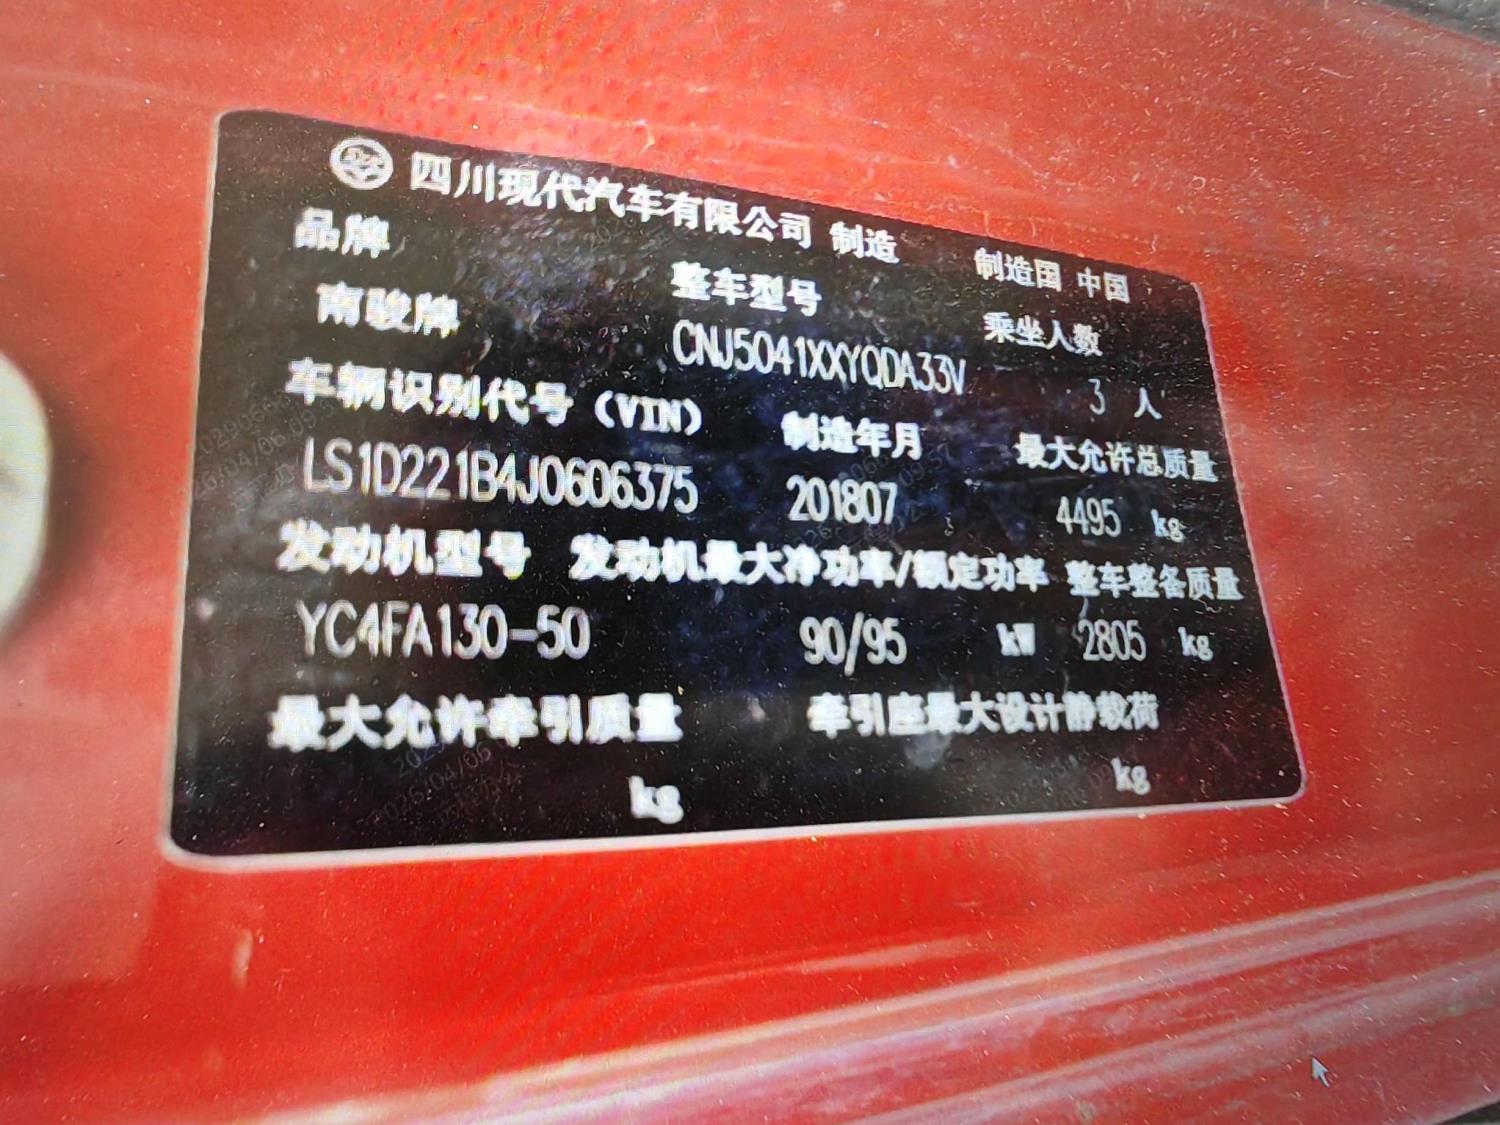 四川现代汽车有限公司 制造 制造国 中国
品牌 整车型号 乘坐人数
南骏牌 CNJ5041XXYQDA33V 3 人
车辆识别代号(VIN) 制造年月 最大允许总质量
LS1D221B4J0606375 201807 4495 kg
发动机型号 发动机最大净功率/额定功率 整车整备质量
YC4FA130-50 90/95 kW 2805 kg
最大允许牵引质量 牵引座最大设计静载荷
kg kg